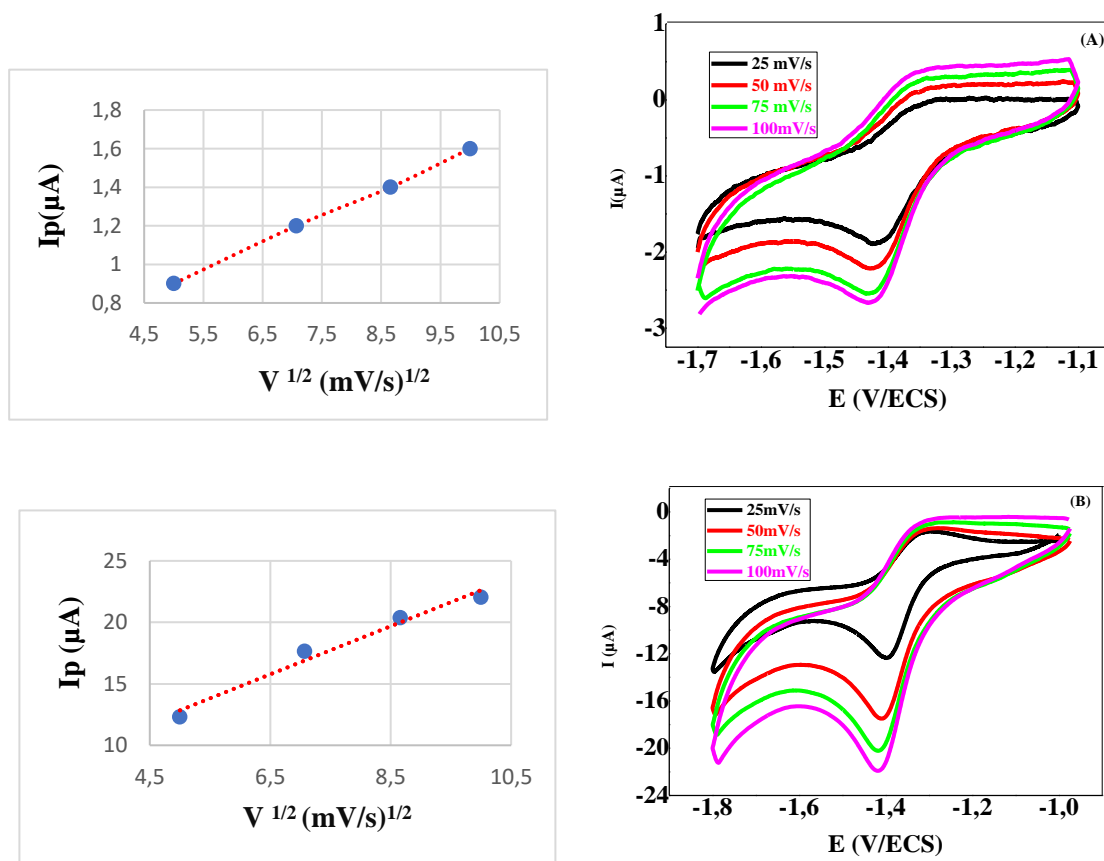 1,8
1,6
1,4
1,2
1
0,8
4,5 5,5 6,5 7,5 8,5 9,5 10,5
Ip(µA)
V 1/2 (mV/s)1/2
(A)
25 mV/s
50 mV/s
75 mV/s
100mV/s
1
0
-1
-2
-3
I(µA)
-1,7 -1,6 -1,5 -1,4 -1,3 -1,2 -1,1
E (V/ECS)
25
20
15
10
4,5 6,5 8,5 10,5
Ip (µA)
V 1/2 (mV/s)1/2
(B)
25mV/s
50mV/s
75mV/s
100mV/s
0
-4
-8
-12
-16
-20
-24
I (µA)
-1,8 -1,6 -1,4 -1,2 -1,0
E (V/ECS)